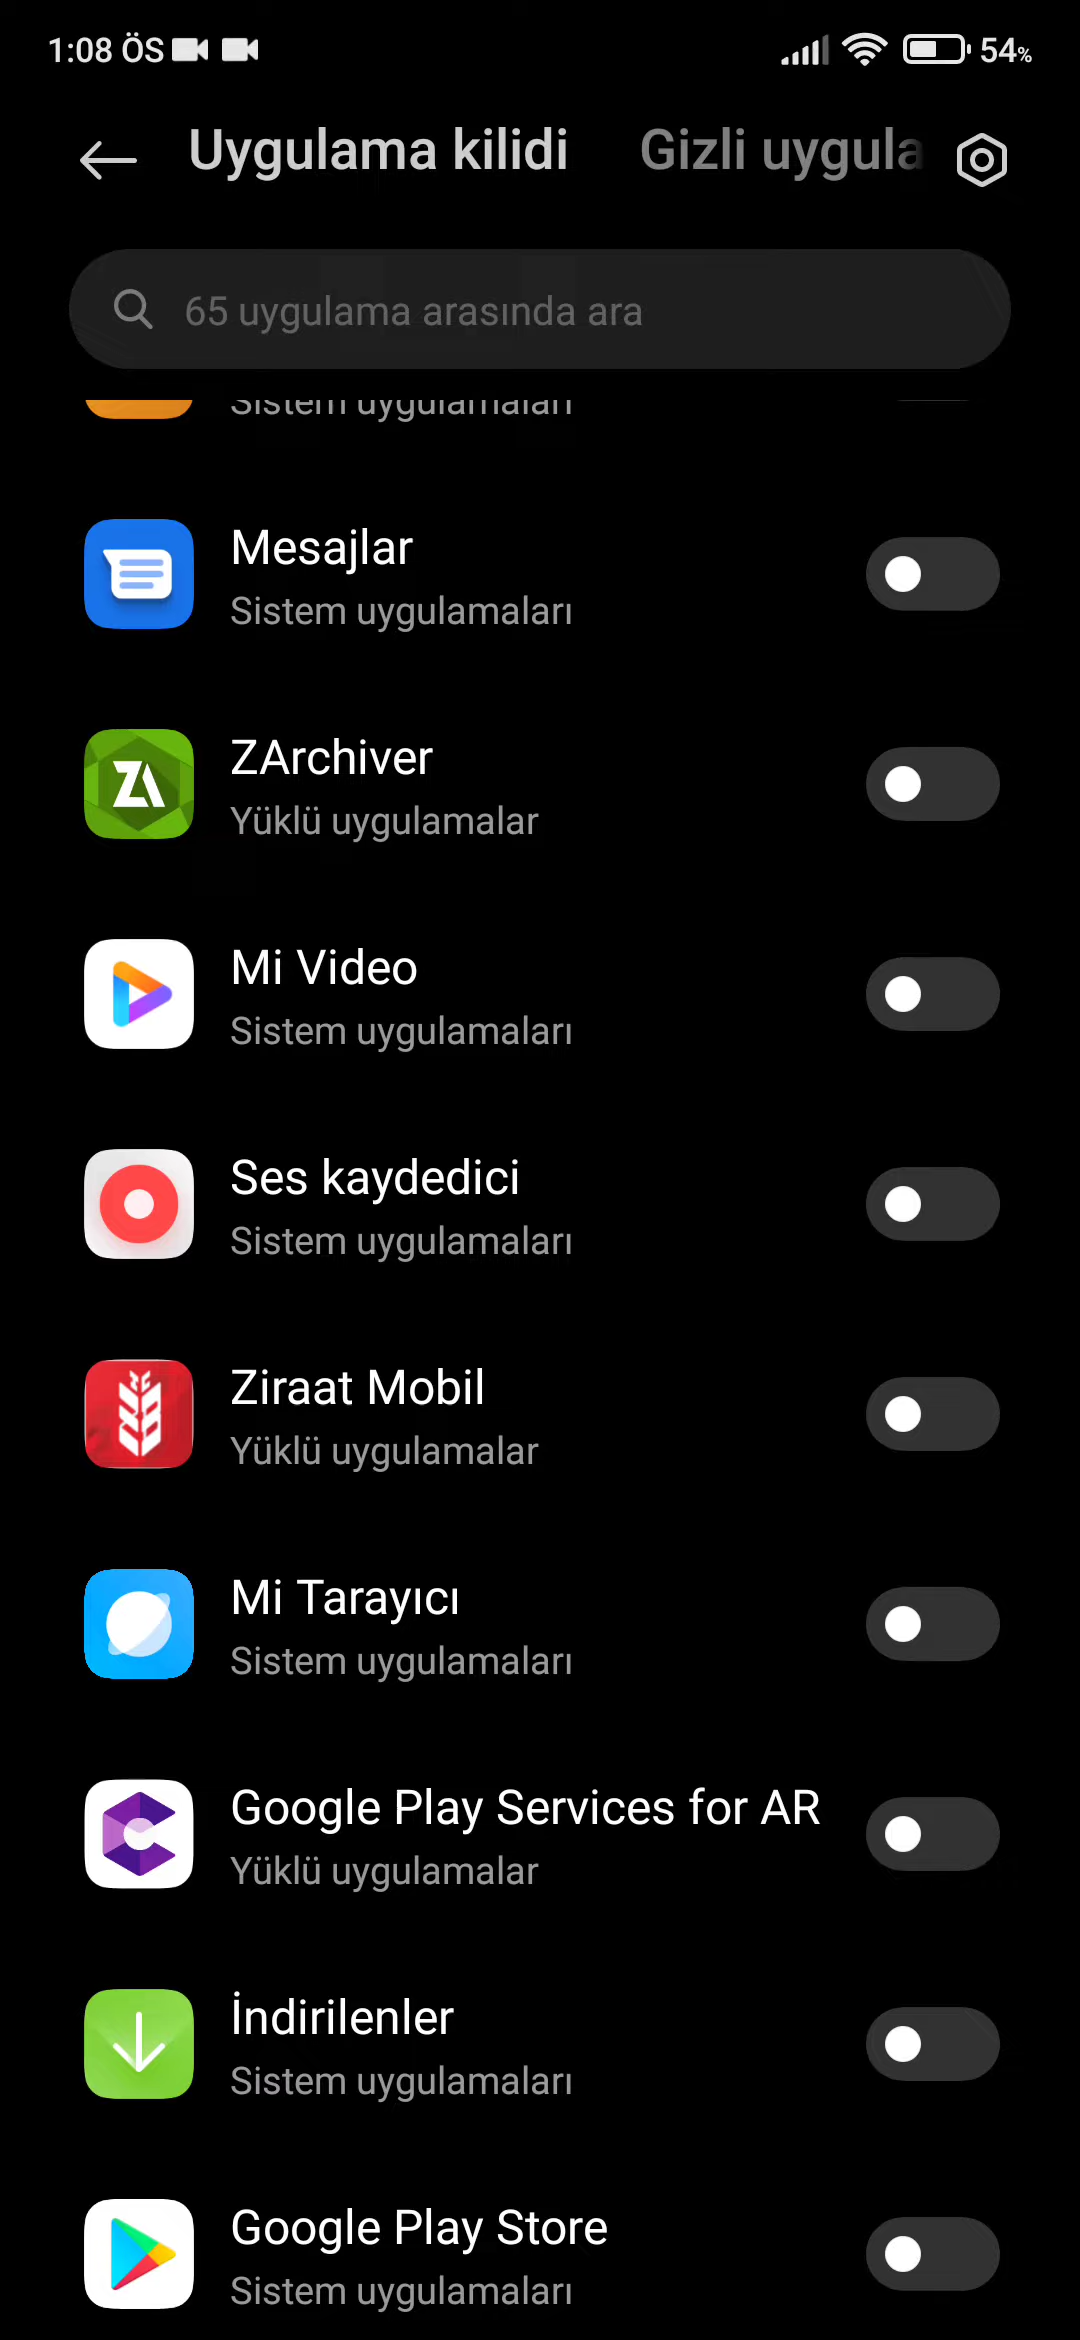 1:08 ÖS 54%
Uygulama kilidi Gizli uygula
65 uygulama arasında ara
Sistem uygulamaları
Mesajlar
Sistem uygulamaları
ZArchiver
Yüklü uygulamalar
Mi Video
Sistem uygulamaları
Ses kaydedici
Sistem uygulamaları
Ziraat Mobil
Yüklü uygulamalar
Mi Tarayıcı
Sistem uygulamaları
Google Play Services for AR
Yüklü uygulamalar
İndirilenler
Sistem uygulamaları
Google Play Store
Sistem uygulamaları